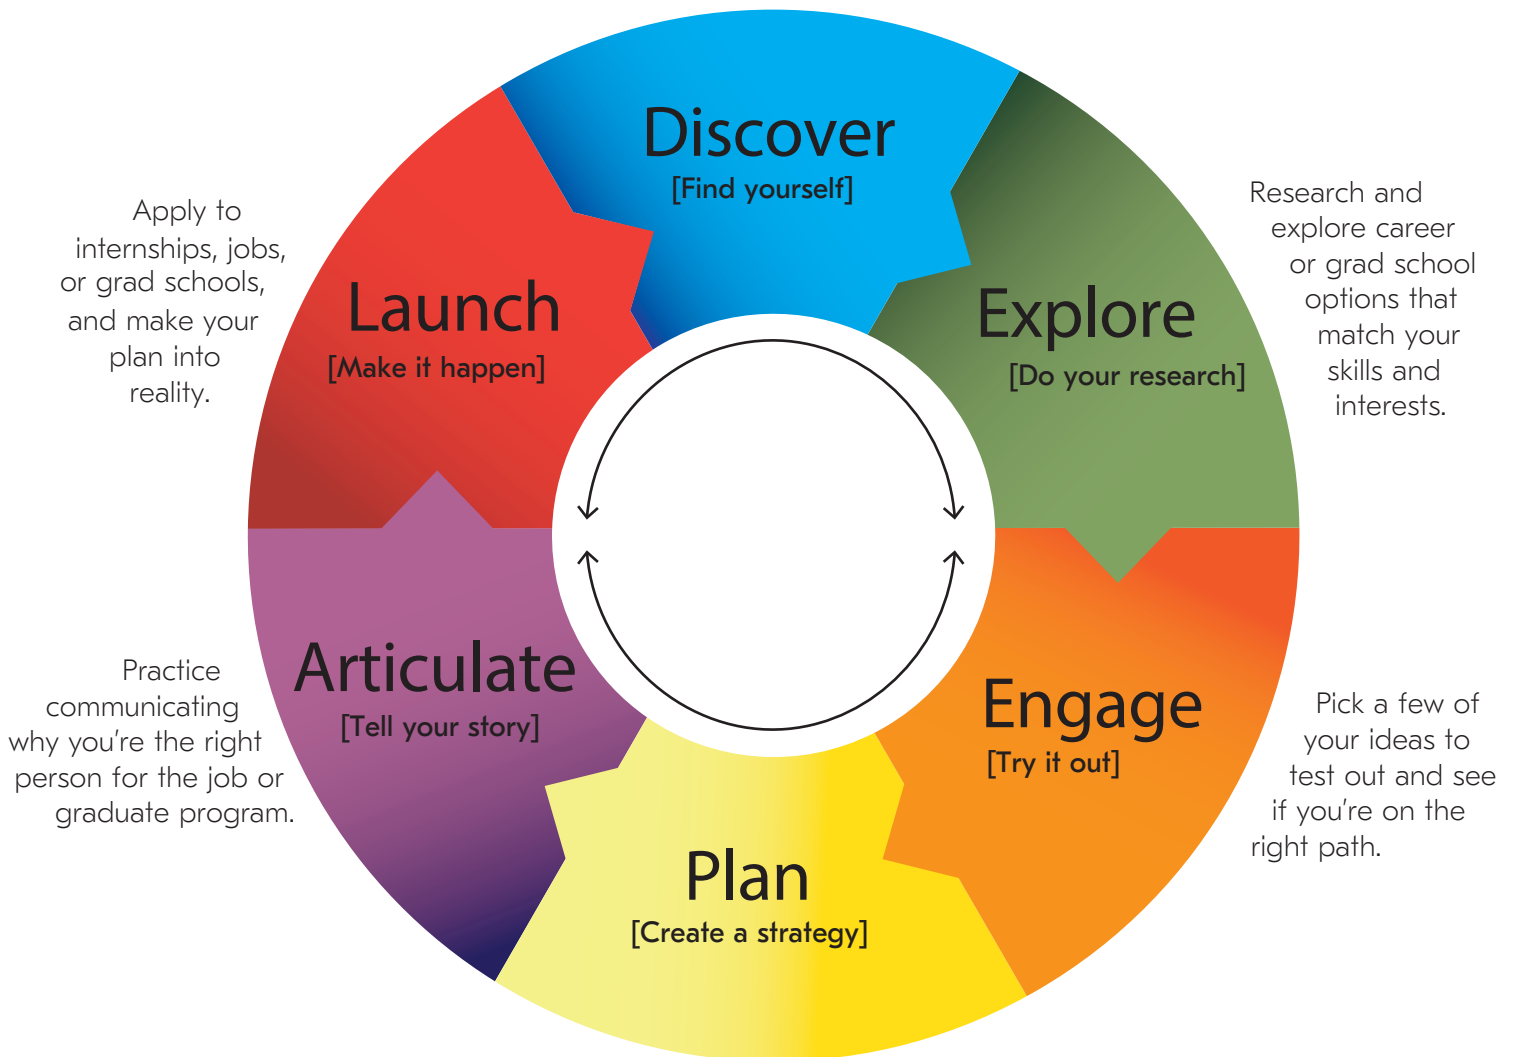 Discover
[Find yourself]
Explore
[Do your research]
Research and
explore career
or grad school
options that
match your
skills and
interests.
Engage
[Try it out]
Pick a few of
your ideas to
test out and see
if you're on the
right path.
Plan
[Create a strategy]
Articulate
[Tell your story]
Practice
communicating
why you're the right
person for the job or
graduate program.
Launch
[Make it happen]
Apply to
internships, jobs,
or grad schools,
and make your
plan into
reality.